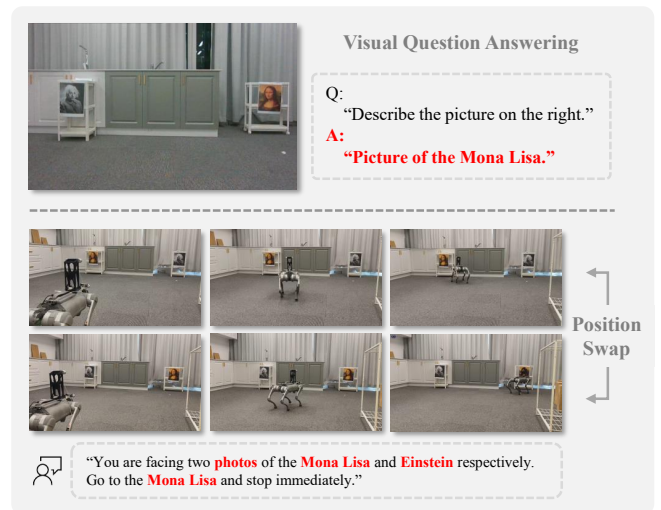 Visual Question Answering
Q:
“Describe the picture on the right.”
A:
“Picture of the Mona Lisa.”
Position
Swap
“You are facing two photos of the Mona Lisa and Einstein respectively.
Go to the Mona Lisa and stop immediately.”